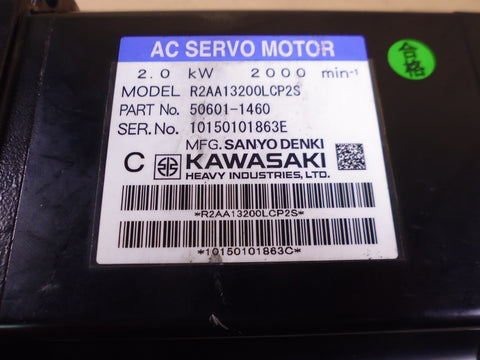 AC SERVO MOTOR
合格
2.0 kW 2000 min-1
MODEL R2AA13200LCP2S
PART No. 50601-1460
SER.No. 10150101863E
MFG. SANYO DENKI
C KAWASAKI
HEAVY INDUSTRIES, LTD.
*R2AA13200LCP2S*
*10150101863C*